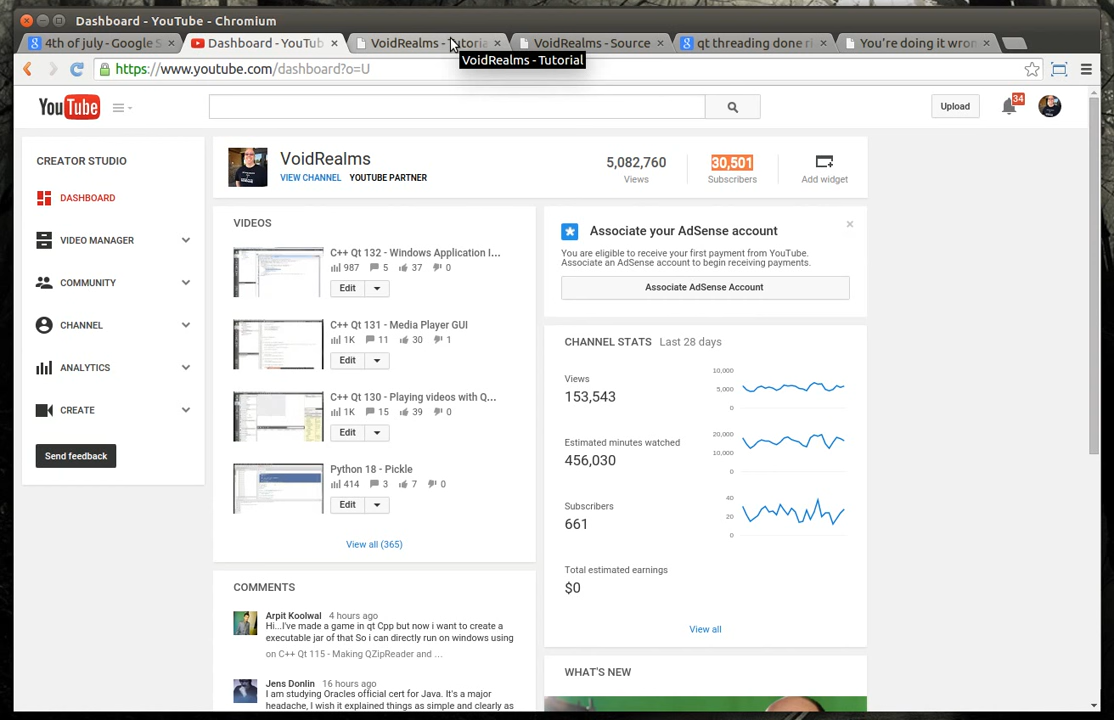 Dashboard - YouTube - Chromium
4th of july - Google S
Dashboard - YouTub
VoidRealms - Tutoria
VoidRealms - Source
qt threading done ri
You're doing it wron
VoidRealms - Tutorial
https://www.youtube.com/dashboard?o=U
YouTube
Upload
34
CREATOR STUDIO
DASHBOARD
VIDEO MANAGER
COMMUNITY
CHANNEL
ANALYTICS
CREATE
Send feedback
VoidRealms
VIEW CHANNEL YOUTUBE PARTNER
5,082,760
Views
30,501
Subscribers
Add widget
VIDEOS
C++ Qt 132 - Windows Application I...
987 5 37 0
Edit
C++ Qt 131 - Media Player GUI
1K 11 30 1
Edit
C++ Qt 130 - Playing videos with Q...
1K 15 39 0
Edit
Python 18 - Pickle
414 3 7 0
Edit
View all (365)
COMMENTS
Arpit Koolwal 4 hours ago
Hi...I've made a game in qt Cpp but now i want to create a
executable jar of that So i can directly run on windows using
on C++ Qt 115 - Making QZipReader and ...
Jens Donlin 16 hours ago
I am studying Oracles official cert for Java. It's a major
headache, I wish it explained things as simple and clearly as
Associate your AdSense account
You are eligible to receive your first payment from YouTube.
Associate an AdSense account to begin receiving payments.
Associate AdSense Account
CHANNEL STATS Last 28 days
Views
153,543
10,000
5,000
0
Estimated minutes watched
456,030
20,000
10,000
0
Subscribers
661
40
20
0
Total estimated earnings
$0
View all
WHAT'S NEW